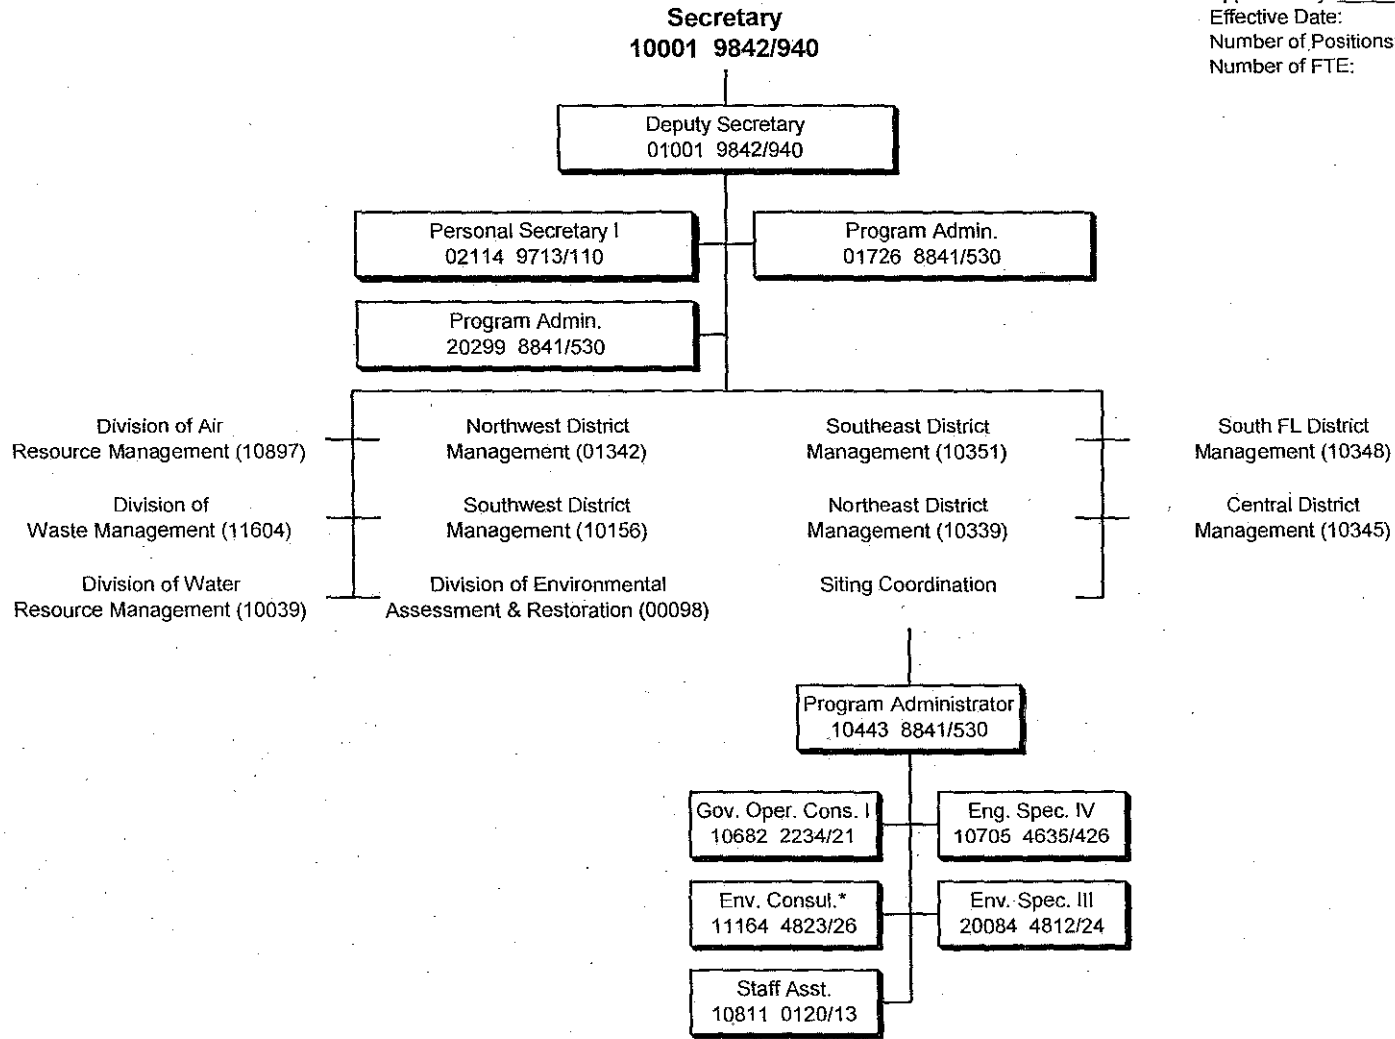 Secretary
10001 9842/940
Effective Date:
Number of Positions
Number of FTE:
Deputy Secretary
01001 9842/940
Personal Secretary I
02114 9713/110
Program Admin.
01726 8841/530
Program Admin.
20299 8841/530
Division of Air
Resource Management (10897)
Northwest District
Management (01342)
Southeast District
Management (10351)
South FL District
Management (10348)
Division of
Waste Management (11604)
Southwest District
Management (10156)
Northeast District
Management (10339)
Central District
Management (10345)
Division of Water
Resource Management (10039)
Division of Environmental
Assessment & Restoration (00098)
Siting Coordination
Program Administrator
10443 8841/530
Gov. Oper. Cons. I
10682 2234/21
Eng. Spec. IV
10705 4635/426
Env. Consul.*
11164 4823/26
Env. Spec. III
20084 4812/24
Staff Asst.
10811 0120/13